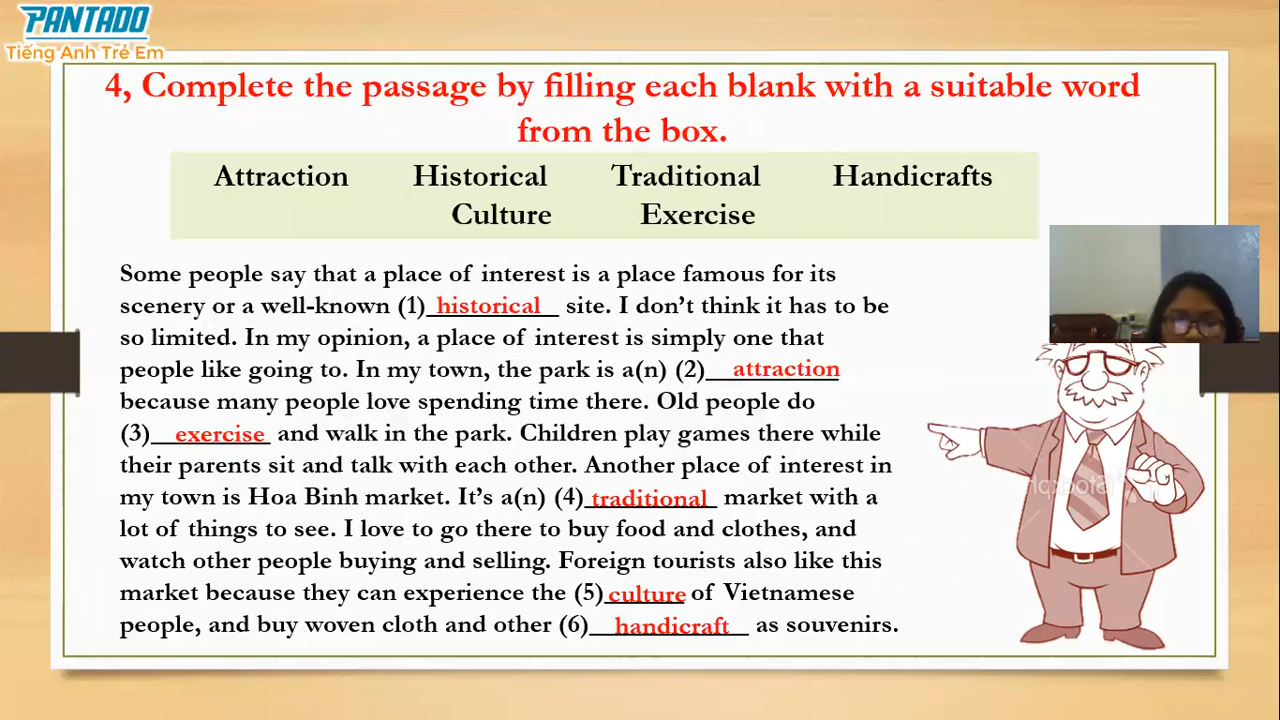 PANTADO
Tiếng Anh Trẻ Em
4, Complete the passage by filling each blank with a suitable word
from the box.
Attraction Historical Traditional Handicrafts
Culture Exercise
Some people say that a place of interest is a place famous for its
scenery or a well-known (1) historical site. I don't think it has to be
so limited. In my opinion, a place of interest is simply one that
people like going to. In my town, the park is a(n) (2) attraction
because many people love spending time there. Old people do
(3) exercise and walk in the park. Children play games there while
their parents sit and talk with each other. Another place of interest in
my town is Hoa Binh market. It's a(n) (4) traditional market with a
lot of things to see. I love to go there to buy food and clothes, and
watch other people buying and selling. Foreign tourists also like this
market because they can experience the (5) culture of Vietnamese
people, and buy woven cloth and other (6) handicraft as souvenirs.